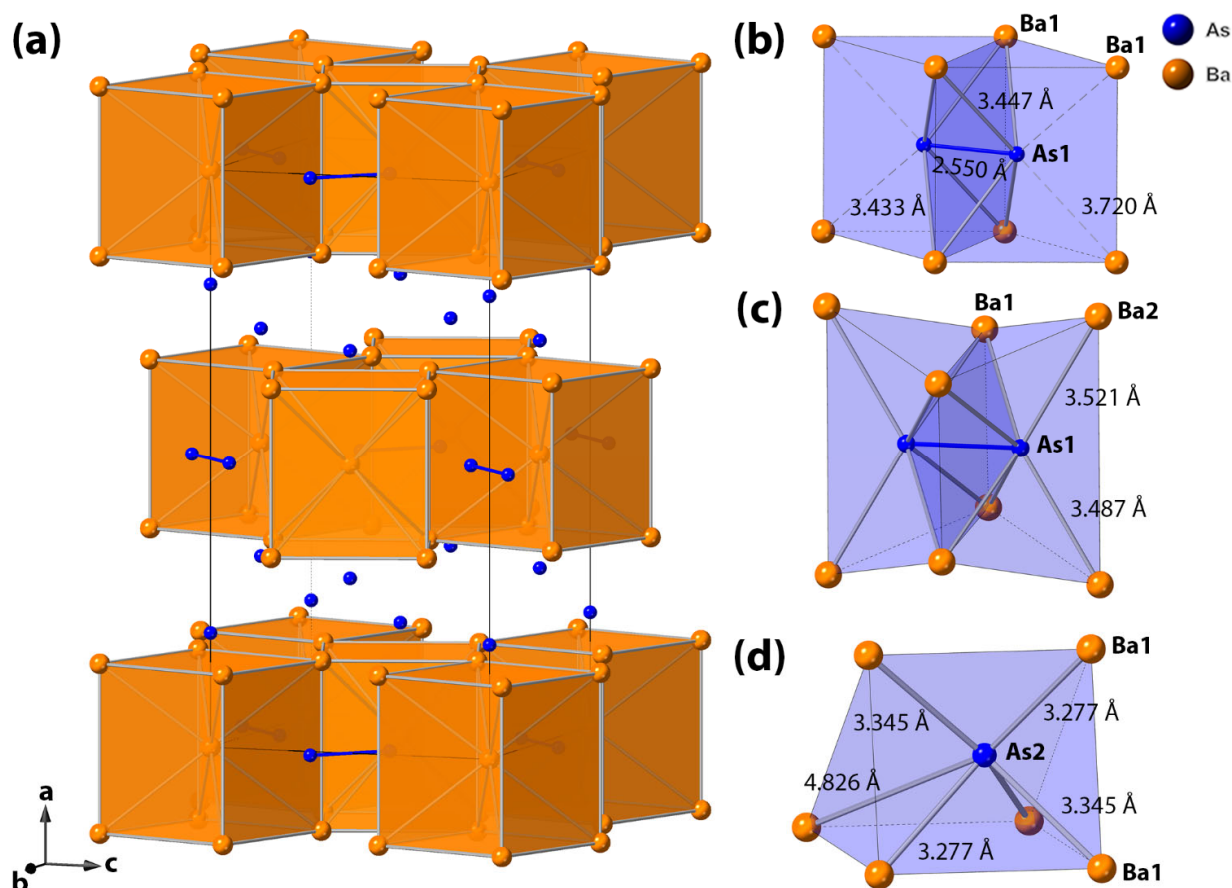 (a)
a
b
c
(b)
Ba1
Ba1
As
Ba
3.447 Å
As1
2.550 Å
3.433 Å
3.720 Å
(c)
Ba1
Ba2
3.521 Å
As1
3.487 Å
(d)
Ba1
3.345 Å
3.277 Å
As2
4.826 Å
3.345 Å
3.277 Å
Ba1